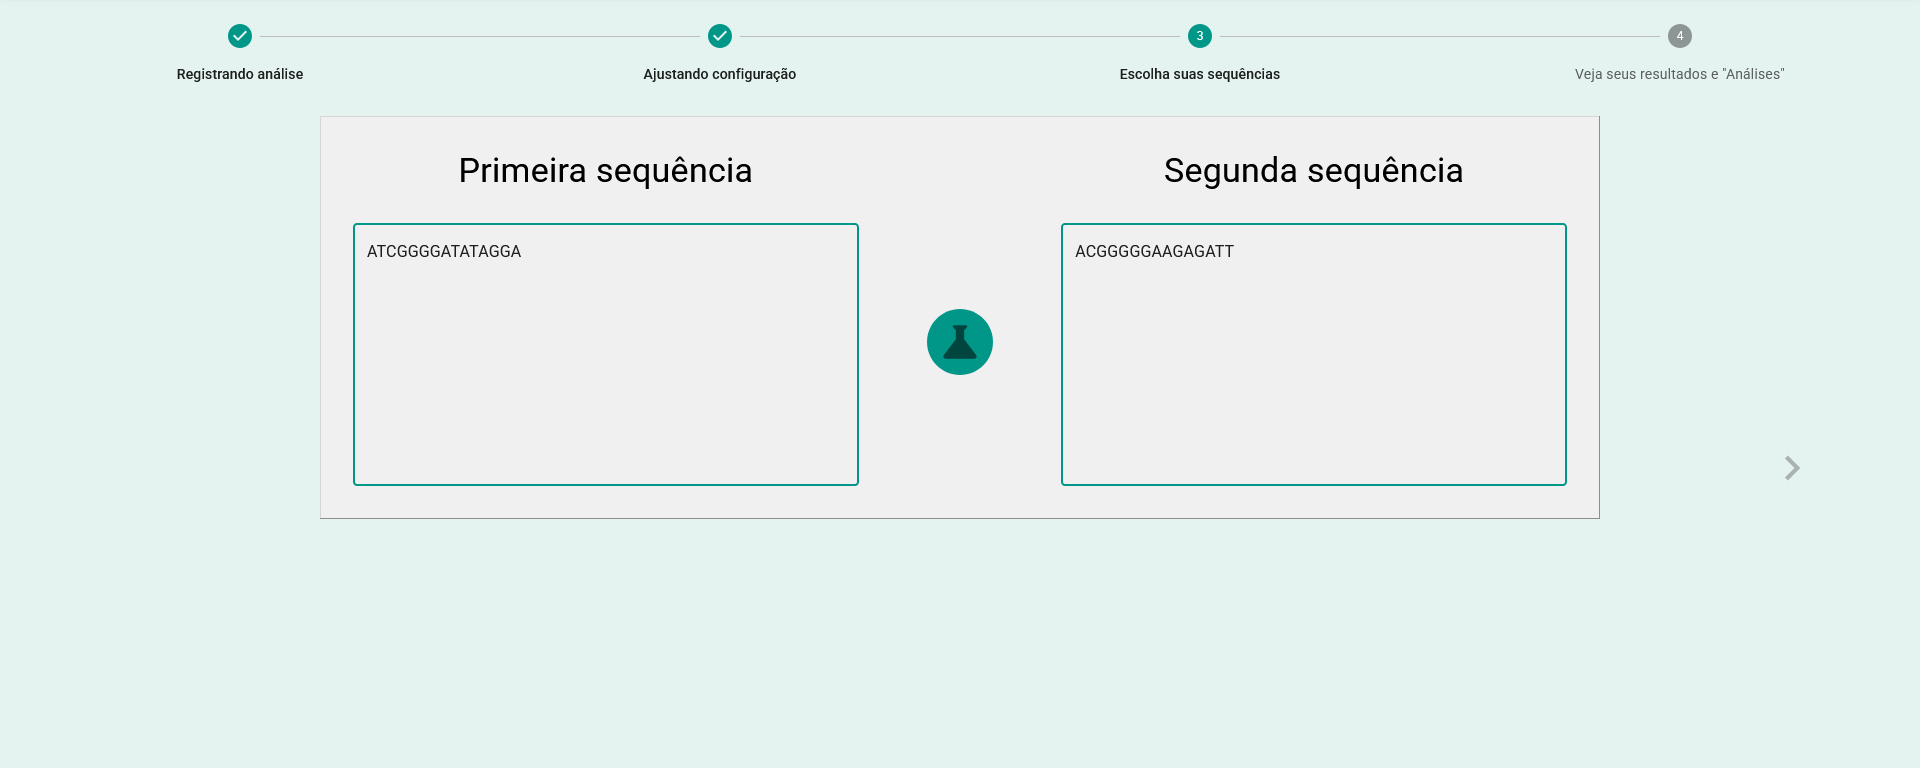 3
4
Registrando análise
Ajustando configuração
Escolha suas sequências
Veja seus resultados e "Análises"
Primeira sequência
Segunda sequência
ATCGGGGATATAGGA
ACGGGGGAAGAGATT